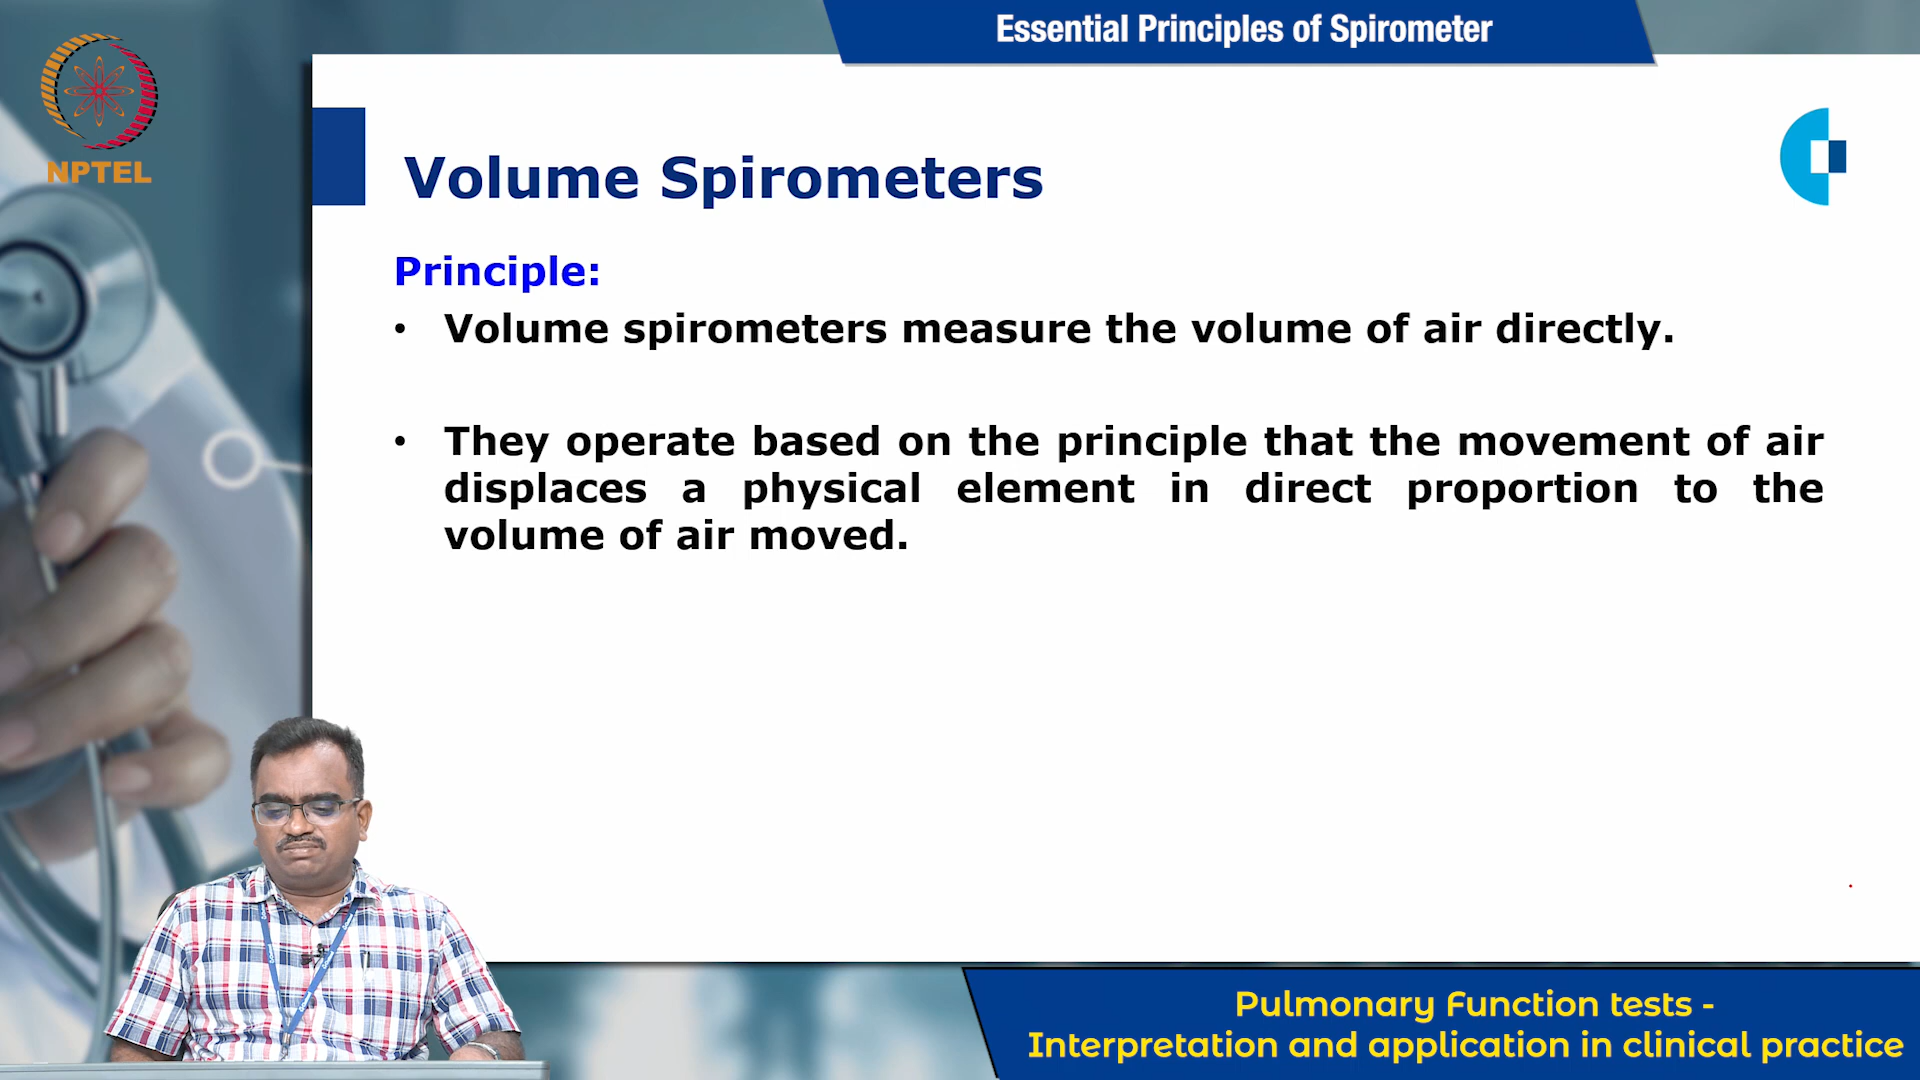 Essential Principles of Spirometer
NPTEL
Volume Spirometers
Principle:
• Volume spirometers measure the volume of air directly.
• They operate based on the principle that the movement of air
displaces a physical element in direct proportion to the
volume of air moved.
Pulmonary Function tests -
Interpretation and application in clinical practice